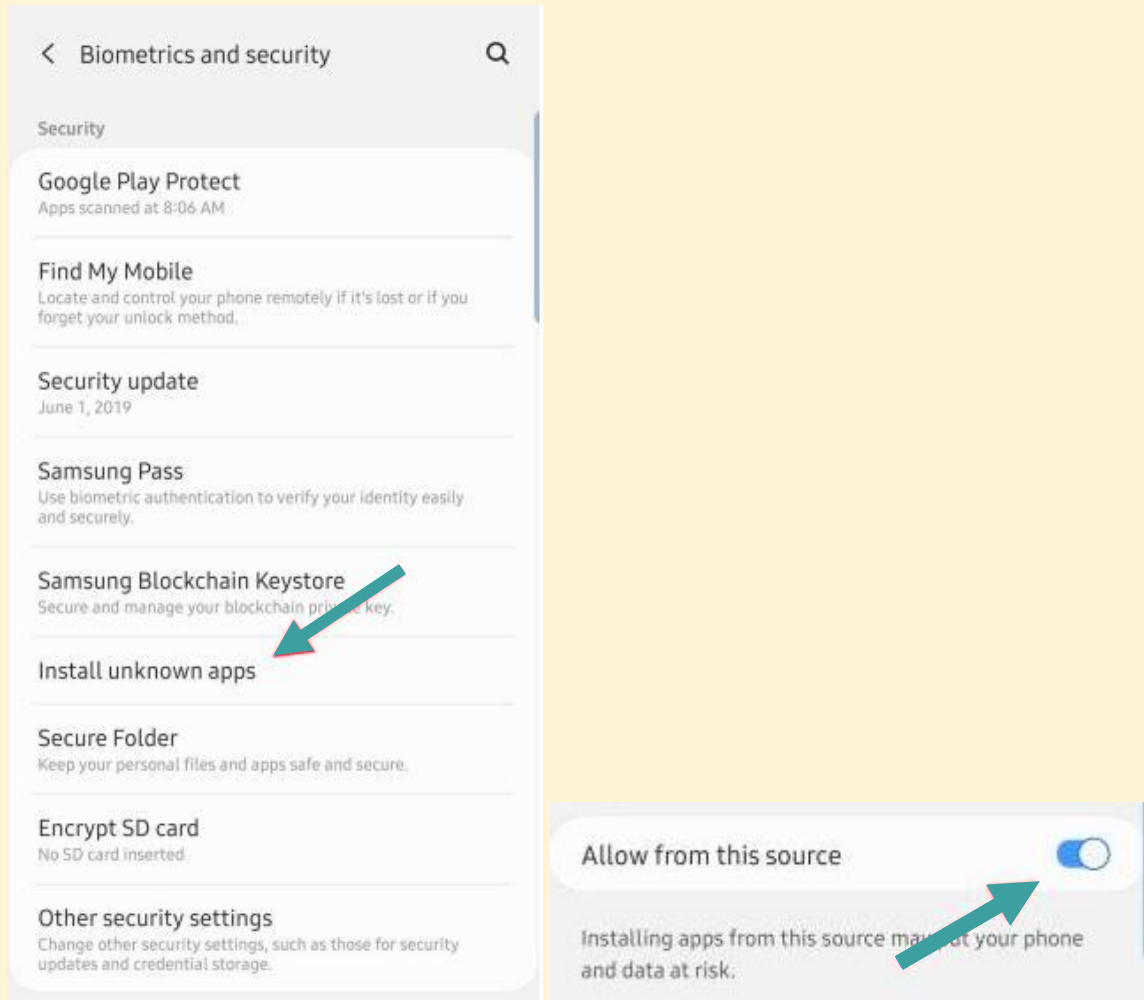 Biometrics and security
Security
Google Play Protect
Apps scanned at 8:06 AM
Find My Mobile
Locate and control your phone remotely if it's lost or if you
forget your unlock method.
Security update
June 1, 2019
Samsung Pass
Use biometric authentication to verify your identity easily
and securely.
Samsung Blockchain Keystore
Secure and manage your blockchain key.
Install unknown apps
Secure Folder
Keep your personal files and apps safe and secure.
Encrypt SD card
No SD card inserted
Other security settings
Change other security settings, such as those for security
updates and credential storage.
Allow from this source
Installing apps from this source your phone
and data at risk.